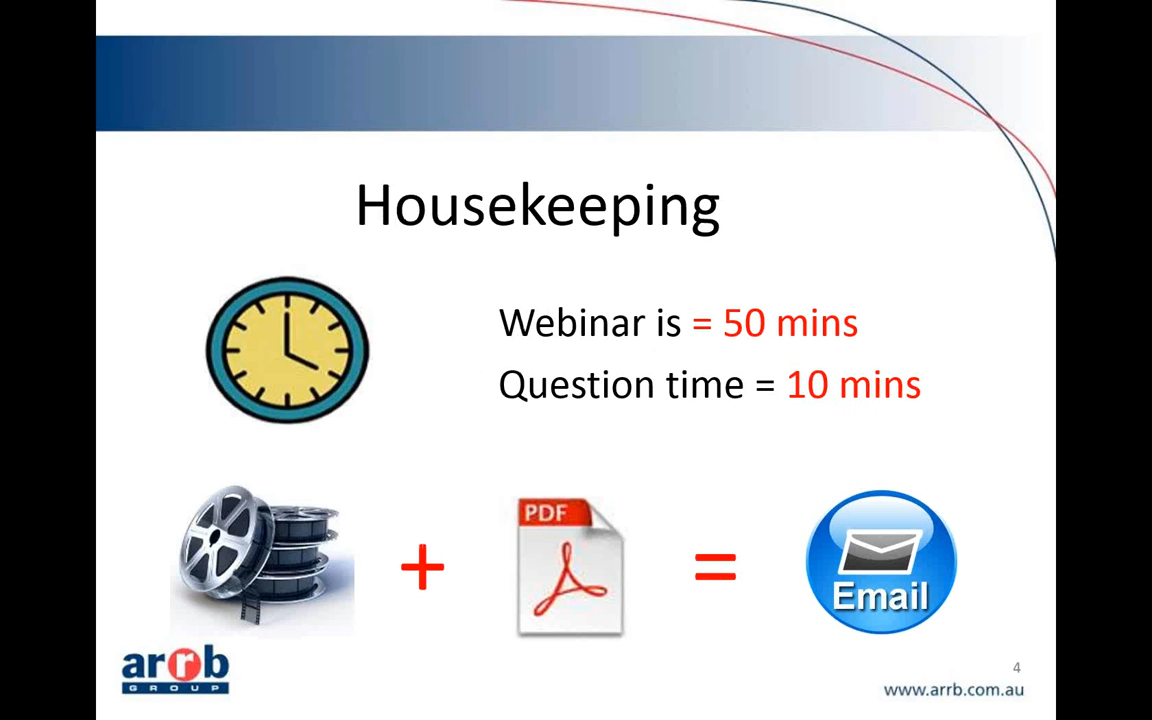 Housekeeping
Webinar is = 50 mins
Question time = 10 mins
+
PDF
=
Email
arrb
GROUP
4
www.arrb.com.au